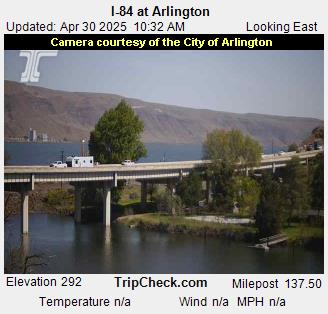 I-84 at Arlington
Updated: Apr 30 2025 10:32 AM Looking East
Camera courtesy of the City of Arlington
Elevation 292 TripCheck.com Milepost 137.50
Temperature n/a Wind n/a MPH n/a